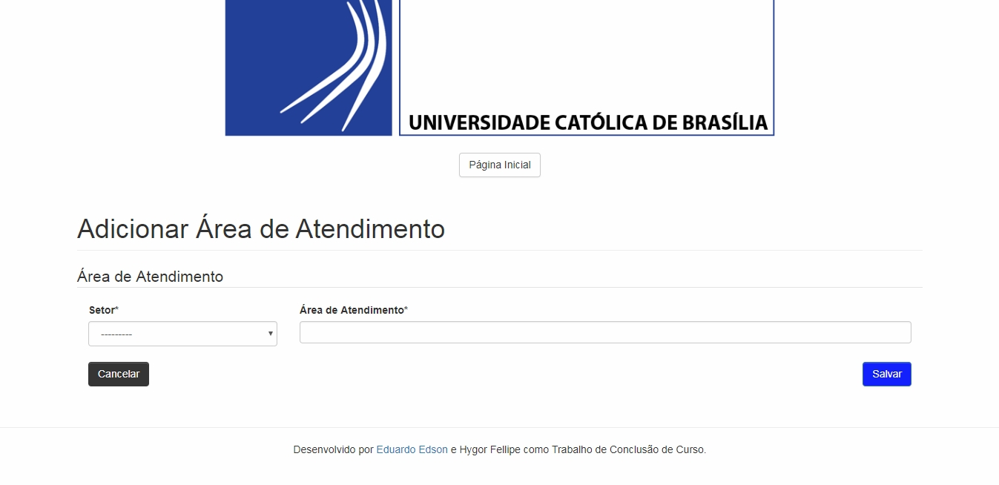 UNIVERSIDADE CATÓLICA DE BRASÍLIA
Página Inicial
Adicionar Área de Atendimento
Área de Atendimento
Setor* Área de Atendimento*
---------
Cancelar Salvar
Desenvolvido por Eduardo Edson e Hygor Fellipe como Trabalho de Conclusão de Curso.